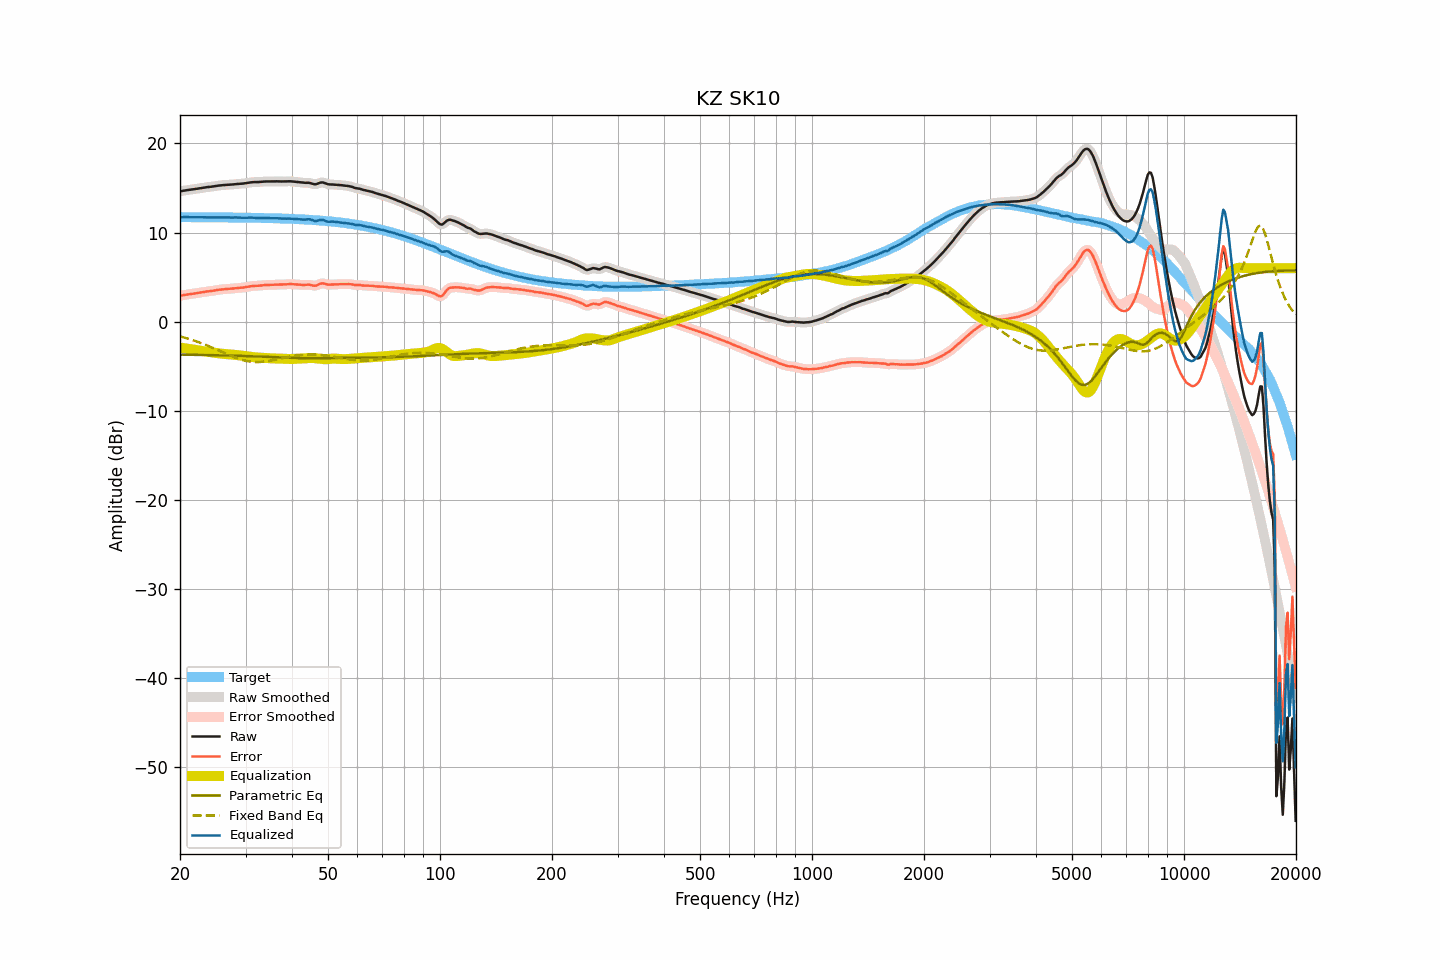 KZ SK10
Amplitude (dBr)
20
10
0
−10
−20
−30
−40
−50
Target
Raw Smoothed
Error Smoothed
Raw
Error
Equalization
Parametric Eq
Fixed Band Eq
Equalized
20 50 100 200 500 1000 2000 5000 10000 20000
Frequency (Hz)